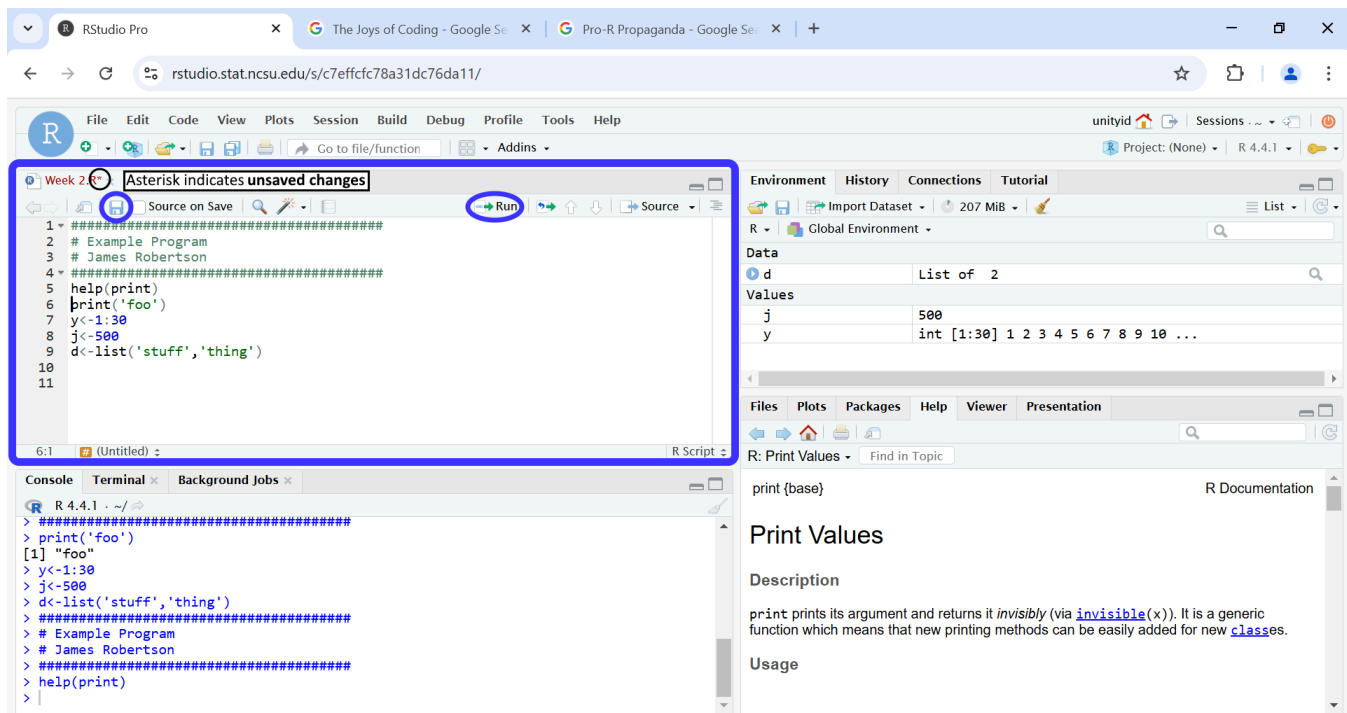 RStudio Pro
The Joys of Coding - Google Se
Pro-R Propaganda - Google Sea
rstudio.stat.ncsu.edu/s/c7effcfc78a31dc76da11/
R File Edit Code View Plots Session Build Debug Profile Tools Help
unityid Sessions
Go to file/function Addins
Project: (None) R 4.4.1
Week 2.R* Asterisk indicates unsaved changes
Source on Save Run Source
1 #######################################
2 # Example Program
3 # James Robertson
4 #######################################
5 help(print)
6 print('foo')
7 y<-1:30
8 j<-500
9 d<-list('stuff','thing')
10
11
6:1 # (Untitled) R Script
Console Terminal Background Jobs
R 4.4.1 · ~/
> #######################################
> print('foo')
[1] "foo"
> y<-1:30
> j<-500
> d<-list('stuff','thing')
> #######################################
> # Example Program
> # James Robertson
> #######################################
> help(print)
>
Environment History Connections Tutorial
Import Dataset 207 MiB List
R Global Environment
Data
d List of 2
Values
j 500
y int [1:30] 1 2 3 4 5 6 7 8 9 10 ...
Files Plots Packages Help Viewer Presentation
R: Print Values Find in Topic
print {base} R Documentation
Print Values
Description
print prints its argument and returns it invisibly (via invisible(x)). It is a generic
function which means that new printing methods can be easily added for new classes.
Usage